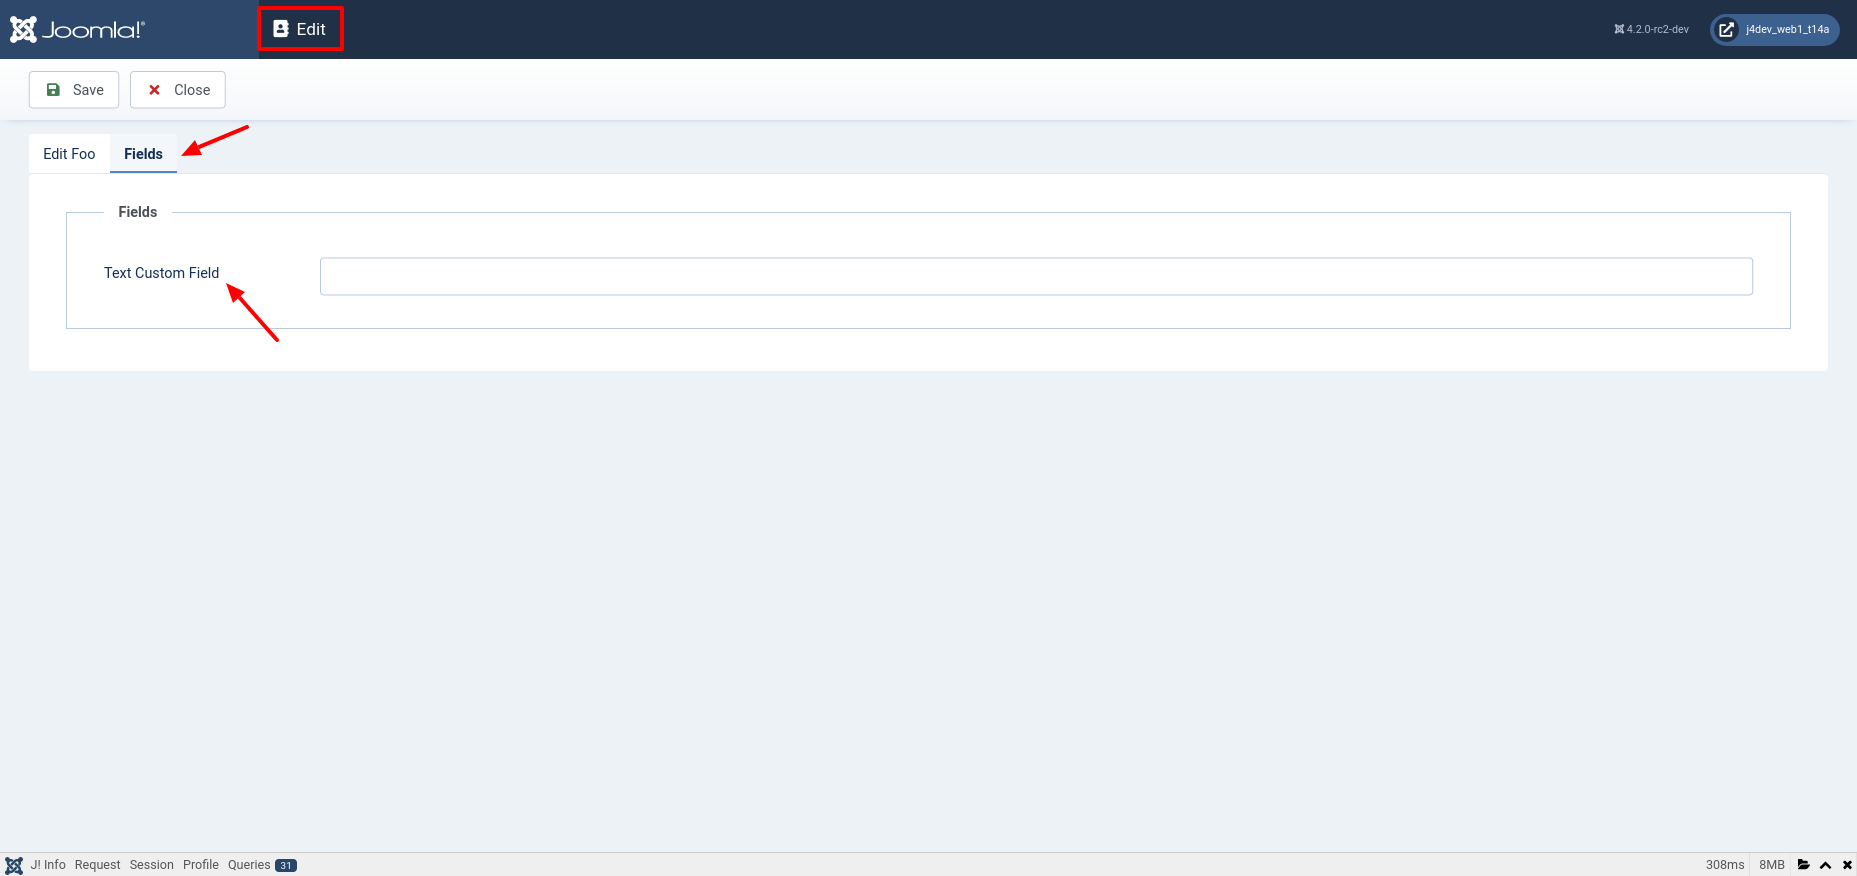 Joomla!® Edit 4.2.0-rc2-dev j4dev_web1_t14a
Save Close
Edit Foo Fields
Fields
Text Custom Field
J! Info Request Session Profile Queries 31 308ms 8MB